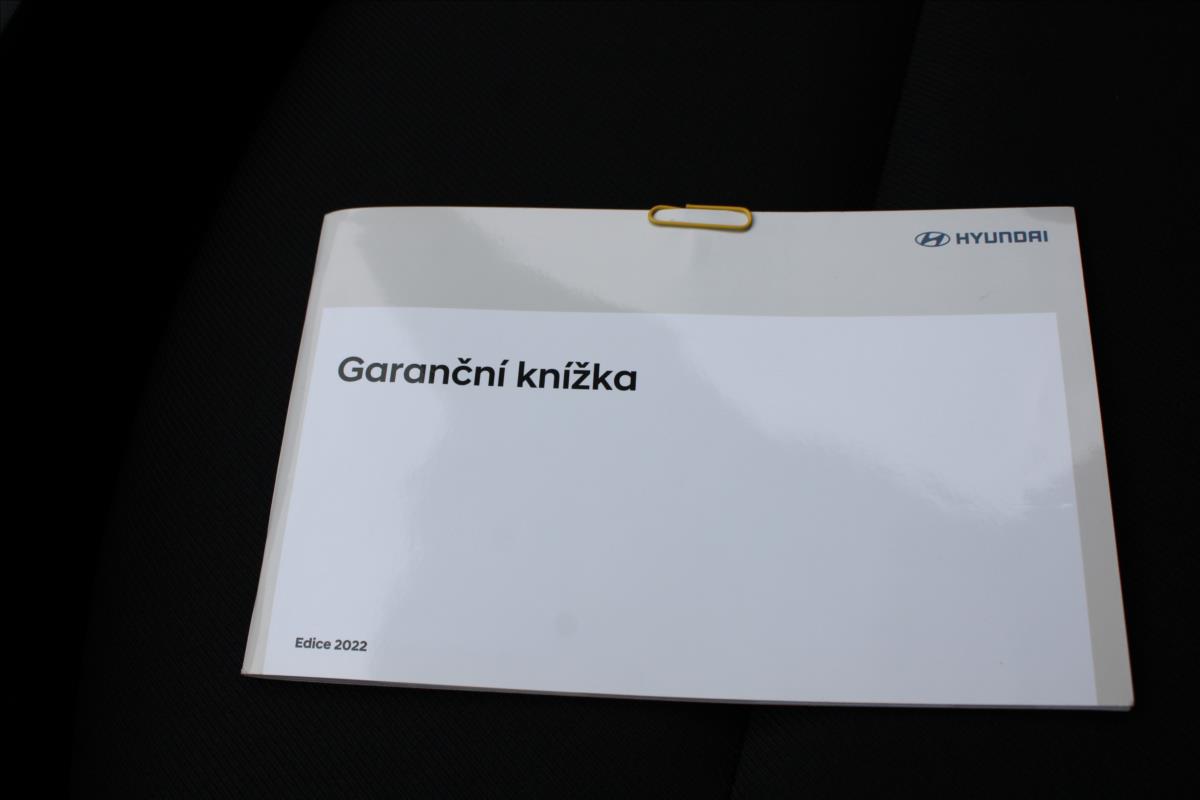 HYUNDAI
Garanční knížka
Edice 2022